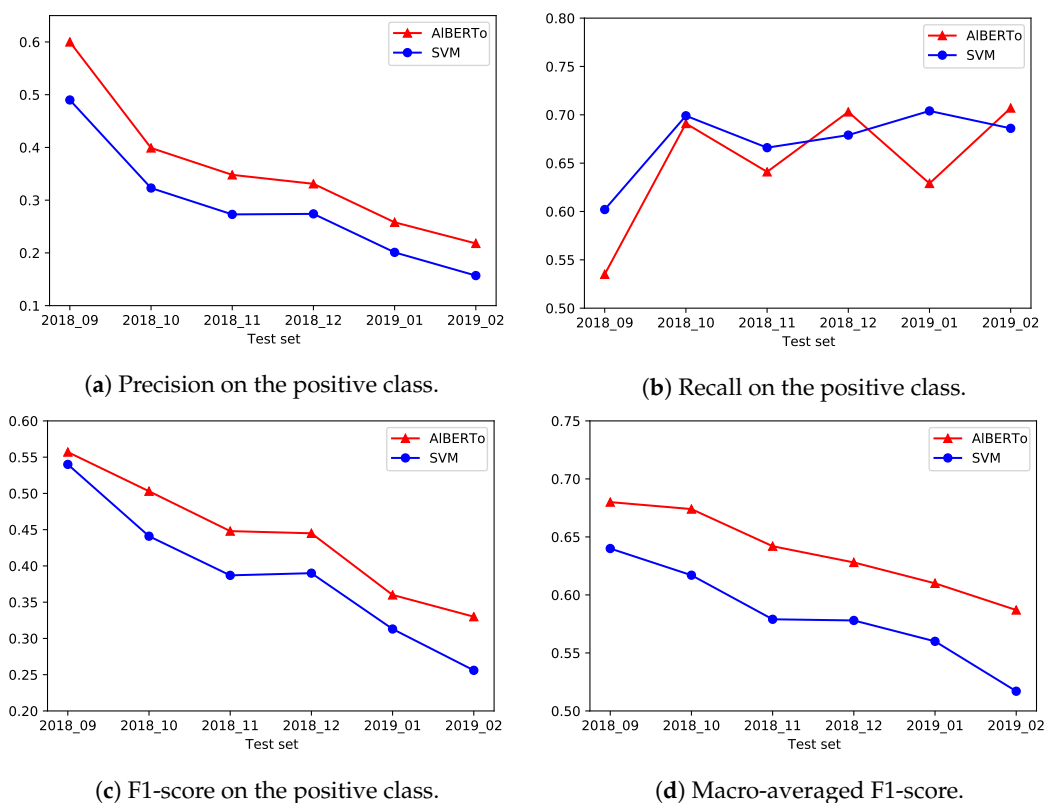 0.6
0.5
0.4
0.3
0.2
0.1
2018_09 2018_10 2018_11 2018_12 2019_01 2019_02
Test set
AlBERTo
SVM
(a) Precision on the positive class.
0.80
0.75
0.70
0.65
0.60
0.55
0.50
2018_09 2018_10 2018_11 2018_12 2019_01 2019_02
Test set
AlBERTo
SVM
(b) Recall on the positive class.
0.60
0.55
0.50
0.45
0.40
0.35
0.30
0.25
0.20
2018_09 2018_10 2018_11 2018_12 2019_01 2019_02
Test set
AlBERTo
SVM
(c) F1-score on the positive class.
0.75
0.70
0.65
0.60
0.55
0.50
2018_09 2018_10 2018_11 2018_12 2019_01 2019_02
Test set
AlBERTo
SVM
(d) Macro-averaged F1-score.